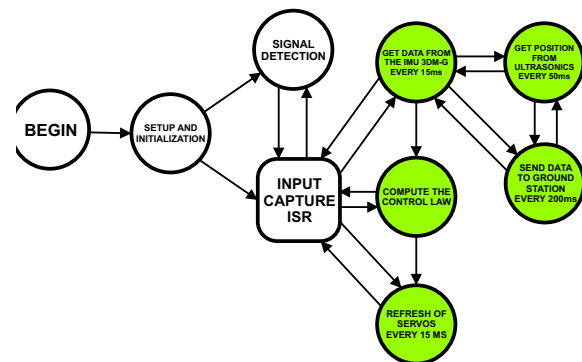 BEGIN
SETUP AND
INITIALIZATION
SIGNAL
DETECTION
INPUT
CAPTURE
ISR
GET DATA FROM
THE IMU 3DM-G
EVERY 15ms
GET POSITION
FROM
ULTRASONICS
EVERY 50ms
COMPUTE THE
CONTROL LAW
SEND DATA
TO GROUND
STATION
EVERY 200ms
REFRESH OF
SERVOS
EVERY 15 MS